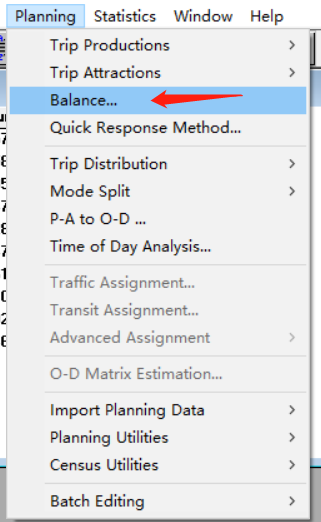 Planning Statistics Window Help
Trip Productions
Trip Attractions
Balance...
Quick Response Method...
Trip Distribution
Mode Split
P-A to O-D ...
Time of Day Analysis...
Traffic Assignment...
Transit Assignment...
Advanced Assignment
O-D Matrix Estimation...
Import Planning Data
Planning Utilities
Census Utilities
Batch Editing